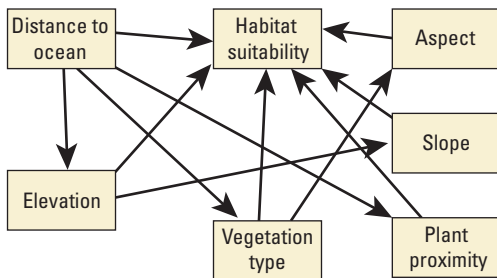 Distance to
ocean
Habitat
suitability
Aspect
Slope
Elevation
Vegetation
type
Plant
proximity